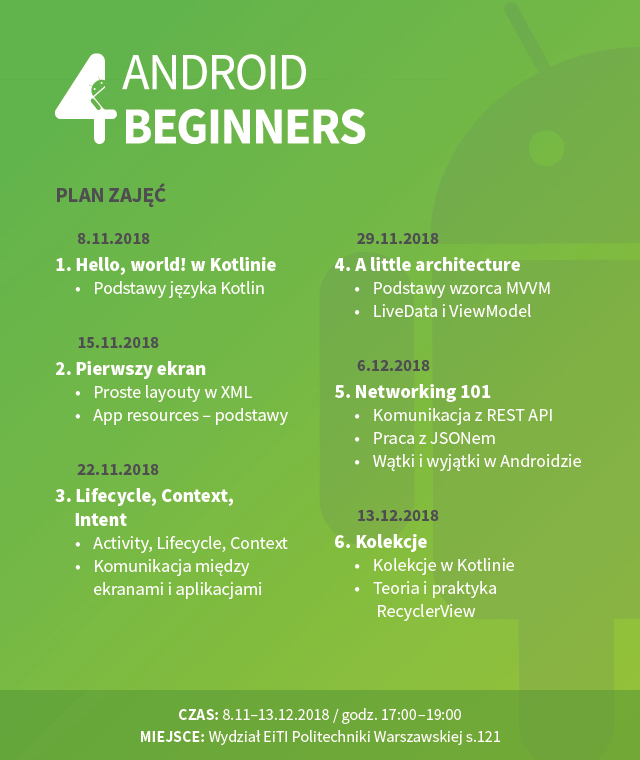 4 ANDROID
BEGINNERS
PLAN ZAJĘĆ
8.11.2018
1. Hello, world! w Kotlinie
• Podstawy języka Kotlin
15.11.2018
2. Pierwszy ekran
• Proste layouty w XML
• App resources – podstawy
22.11.2018
3. Lifecycle, Context,
Intent
• Activity, Lifecycle, Context
• Komunikacja między
ekranami i aplikacjami
29.11.2018
4. A little architecture
• Podstawy wzorca MVVM
• LiveData i ViewModel
6.12.2018
5. Networking 101
• Komunikacja z REST API
• Praca z JSONem
• Wątki i wyjątki w Androidzie
13.12.2018
6. Kolekcje
• Kolekcje w Kotlinie
• Teoria i praktyka
RecyclerView
CZAS: 8.11–13.12.2018 / godz. 17:00–19:00
MIEJSCE: Wydział EiTI Politechniki Warszawskiej s.121